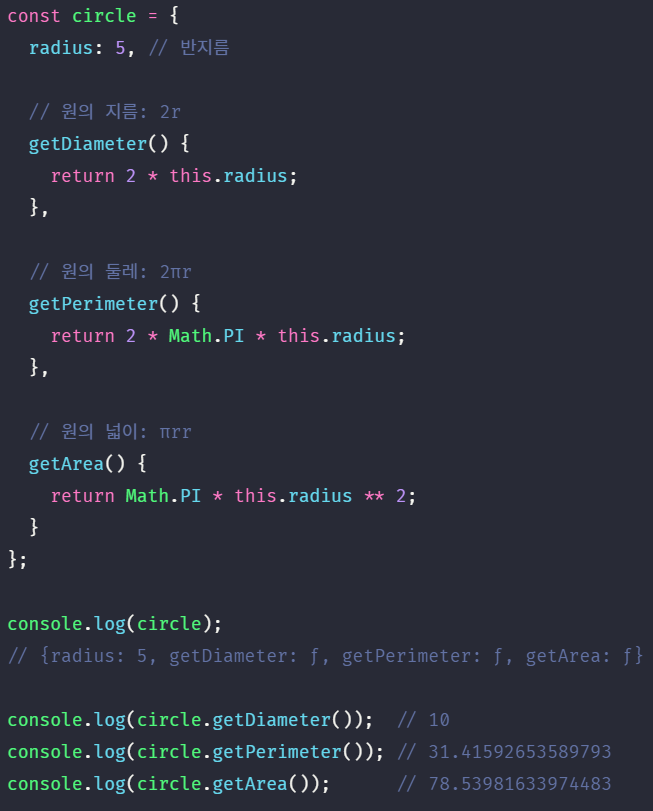 const circle = {
  radius: 5, // 반지름

  // 원의 지름: 2r
  getDiameter() {
    return 2 * this.radius;
  },

  // 원의 둘레: 2πr
  getPerimeter() {
    return 2 * Math.PI * this.radius;
  },

  // 원의 넓이: πrr
  getArea() {
    return Math.PI * this.radius ** 2;
  }
};

console.log(circle);
// {radius: 5, getDiameter: ƒ, getPerimeter: ƒ, getArea: ƒ}

console.log(circle.getDiameter());  // 10
console.log(circle.getPerimeter()); // 31.41592653589793
console.log(circle.getArea());      // 78.53981633974483